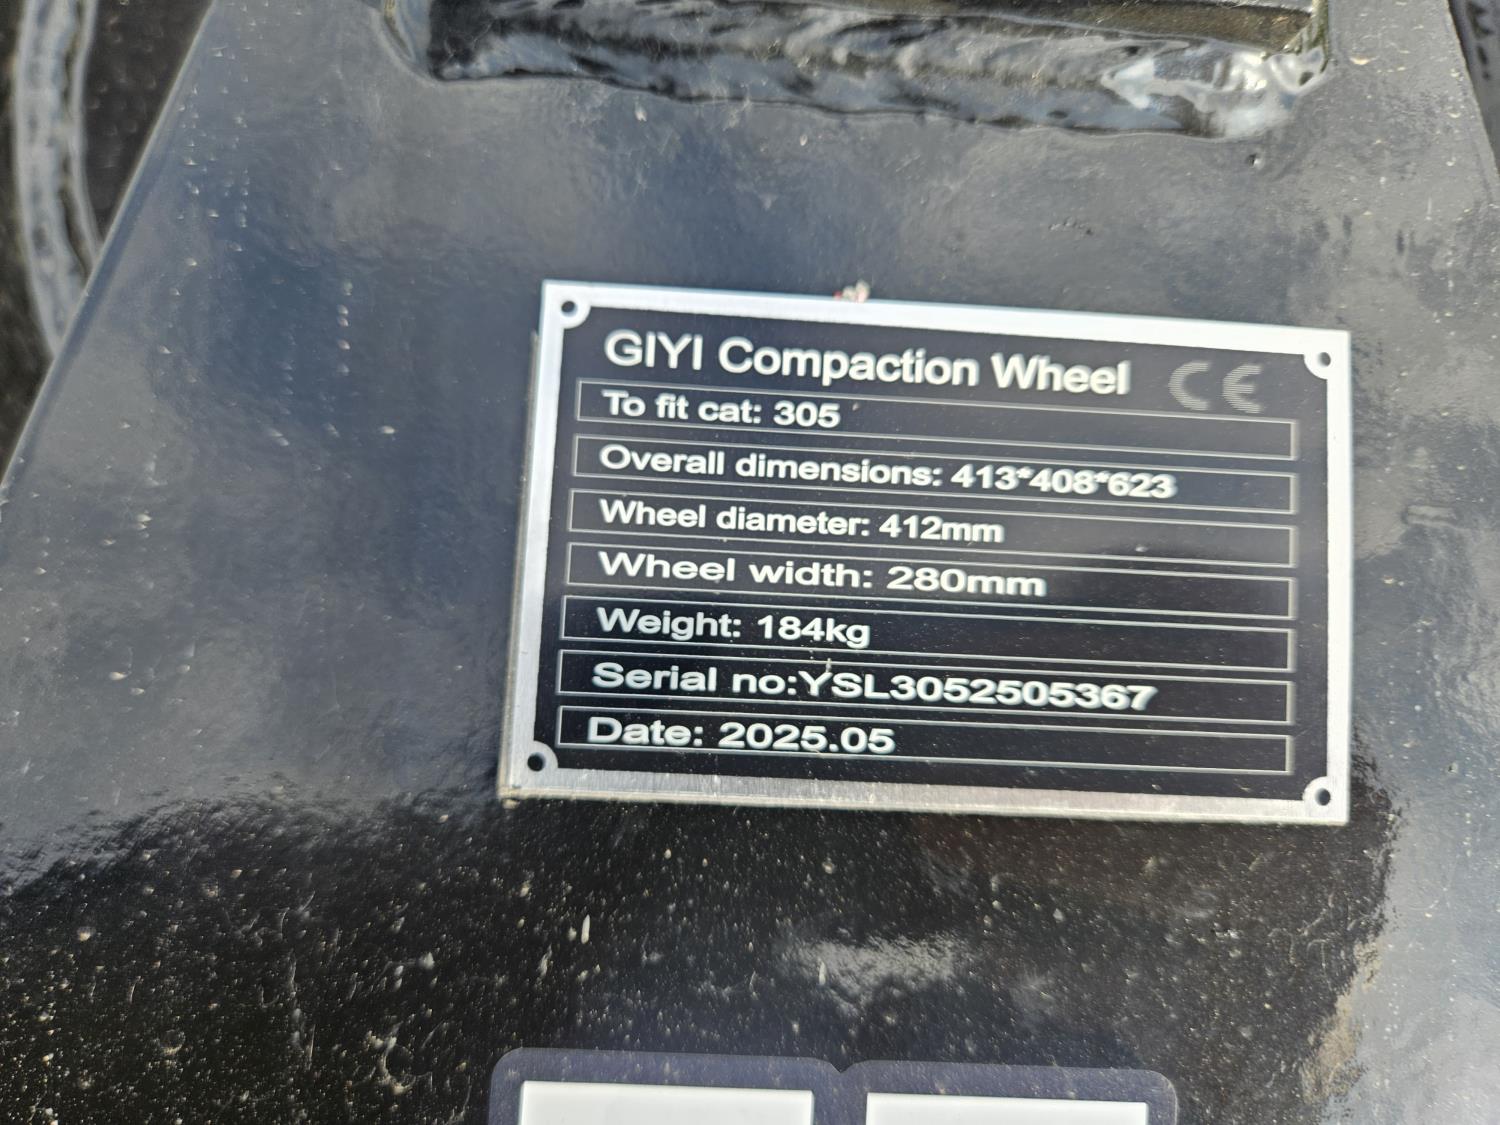 GIYI Compaction Wheel CE
To fit cat: 305
Overall dimensions: 413*408*623
Wheel diameter: 412mm
Wheel width: 280mm
Weight: 184kg
Serial no:YSL3052505367
Date: 2025.05